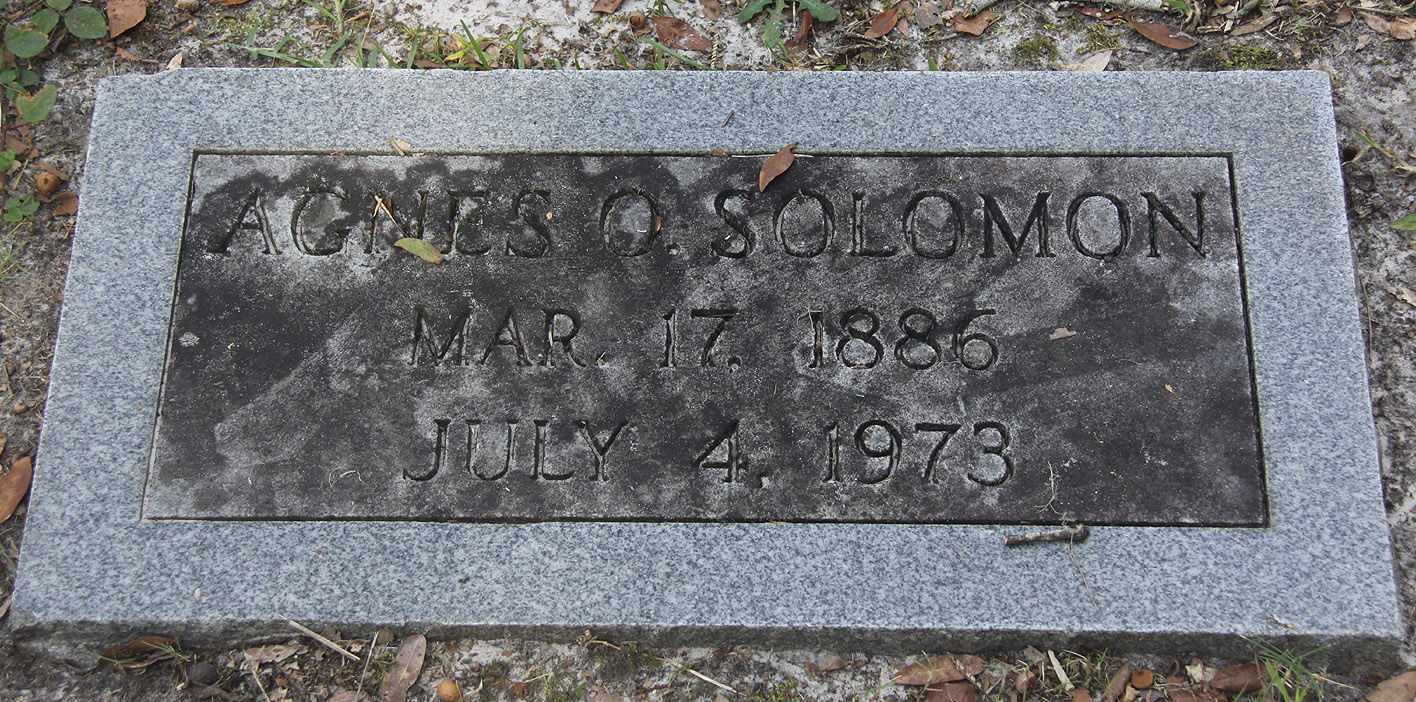 AGNES O. SOLOMON
MAR. 17. 1886
JULY 4, 1973